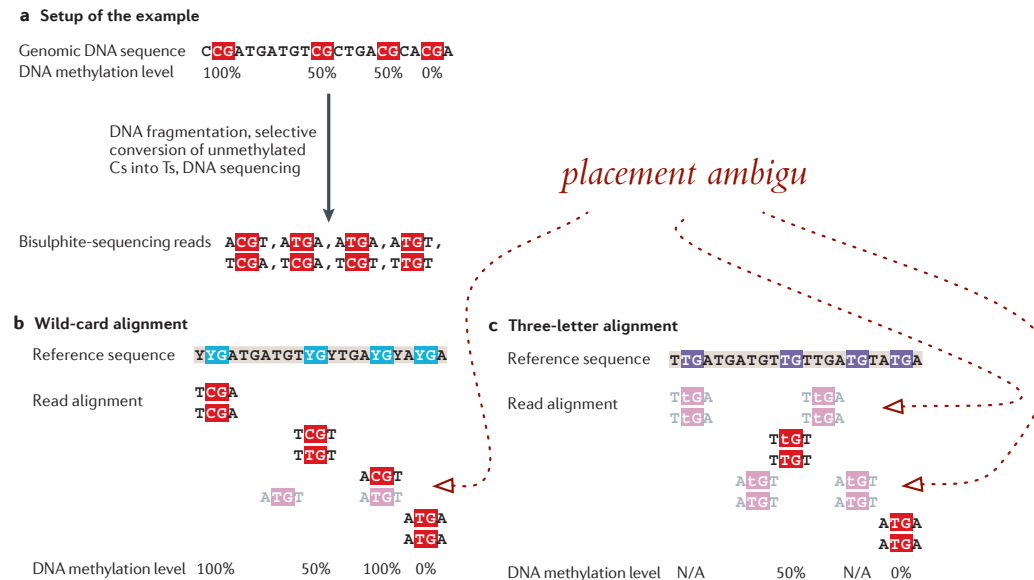 a Setup of the example
Genomic DNA sequence CCGATGATGTCGCTGACGCACGA
DNA methylation level 100% 50% 50% 0%
DNA fragmentation, selective
conversion of unmethylated
Cs into Ts, DNA sequencing
placement ambigu
Bisulphite-sequencing reads ACGT,ATGA,ATGA,ATGT,
TCGA,TCGA,TCGT,TTGT
b Wild-card alignment
Reference sequence YYGATGATGTYGYTGAYGYAYGA
Read alignment
TCGA
TCGA
TCGT
TTGT
ACGT
ATGT ATGT
ATGA
ATGA
DNA methylation level 100% 50% 100% 0%
c Three-letter alignment
Reference sequence TTGATGATGTTGTTGATGTATGA
Read alignment
TtGA TtGA
TtGA TtGA
TtGT
TTGT
AtGT AtGT
ATGT ATGT
ATGA
ATGA
DNA methylation level N/A 50% N/A 0%